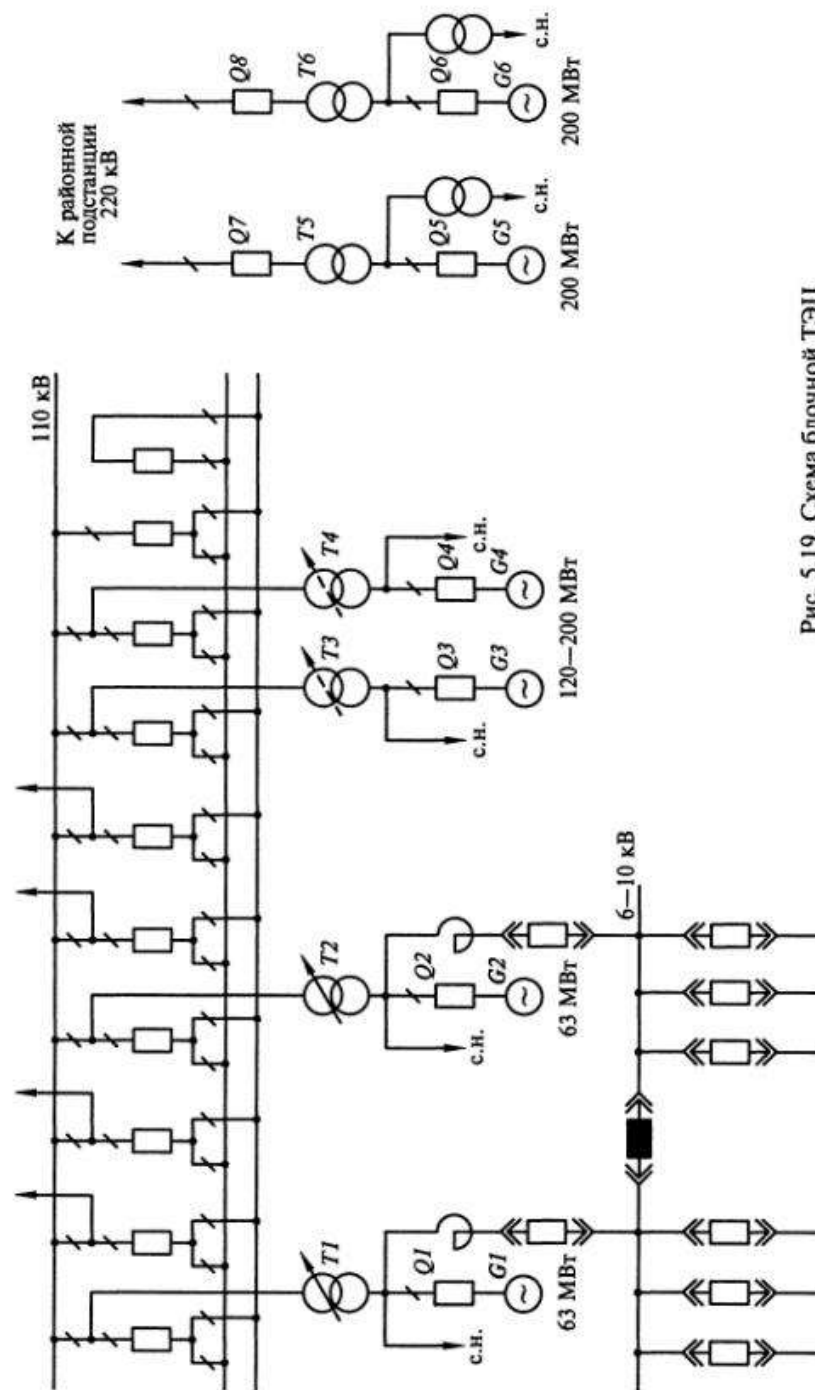 К районной
подстанции
220 кВ
110 кВ
Q7
Q8
T5
T6
Q5
Q6
G5
G6
с.н.
с.н.
200 МВт
200 МВт
T1
T2
T3
T4
Q1
Q2
Q3
Q4
G1
G2
G3
G4
с.н.
с.н.
с.н.
с.н.
63 МВт
63 МВт
120—200 МВт
6—10 кВ
Рис. 5.19. Схема блочной ТЭЦ